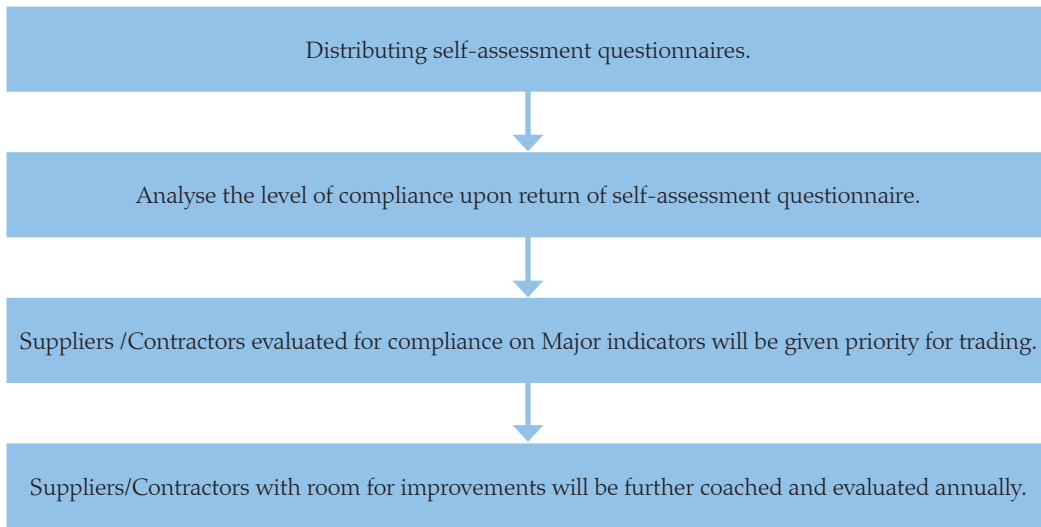 Distributing self-assessment questionnaires.
Analyse the level of compliance upon return of self-assessment questionnaire.
Suppliers /Contractors evaluated for compliance on Major indicators will be given priority for trading.
Suppliers/Contractors with room for improvements will be further coached and evaluated annually.